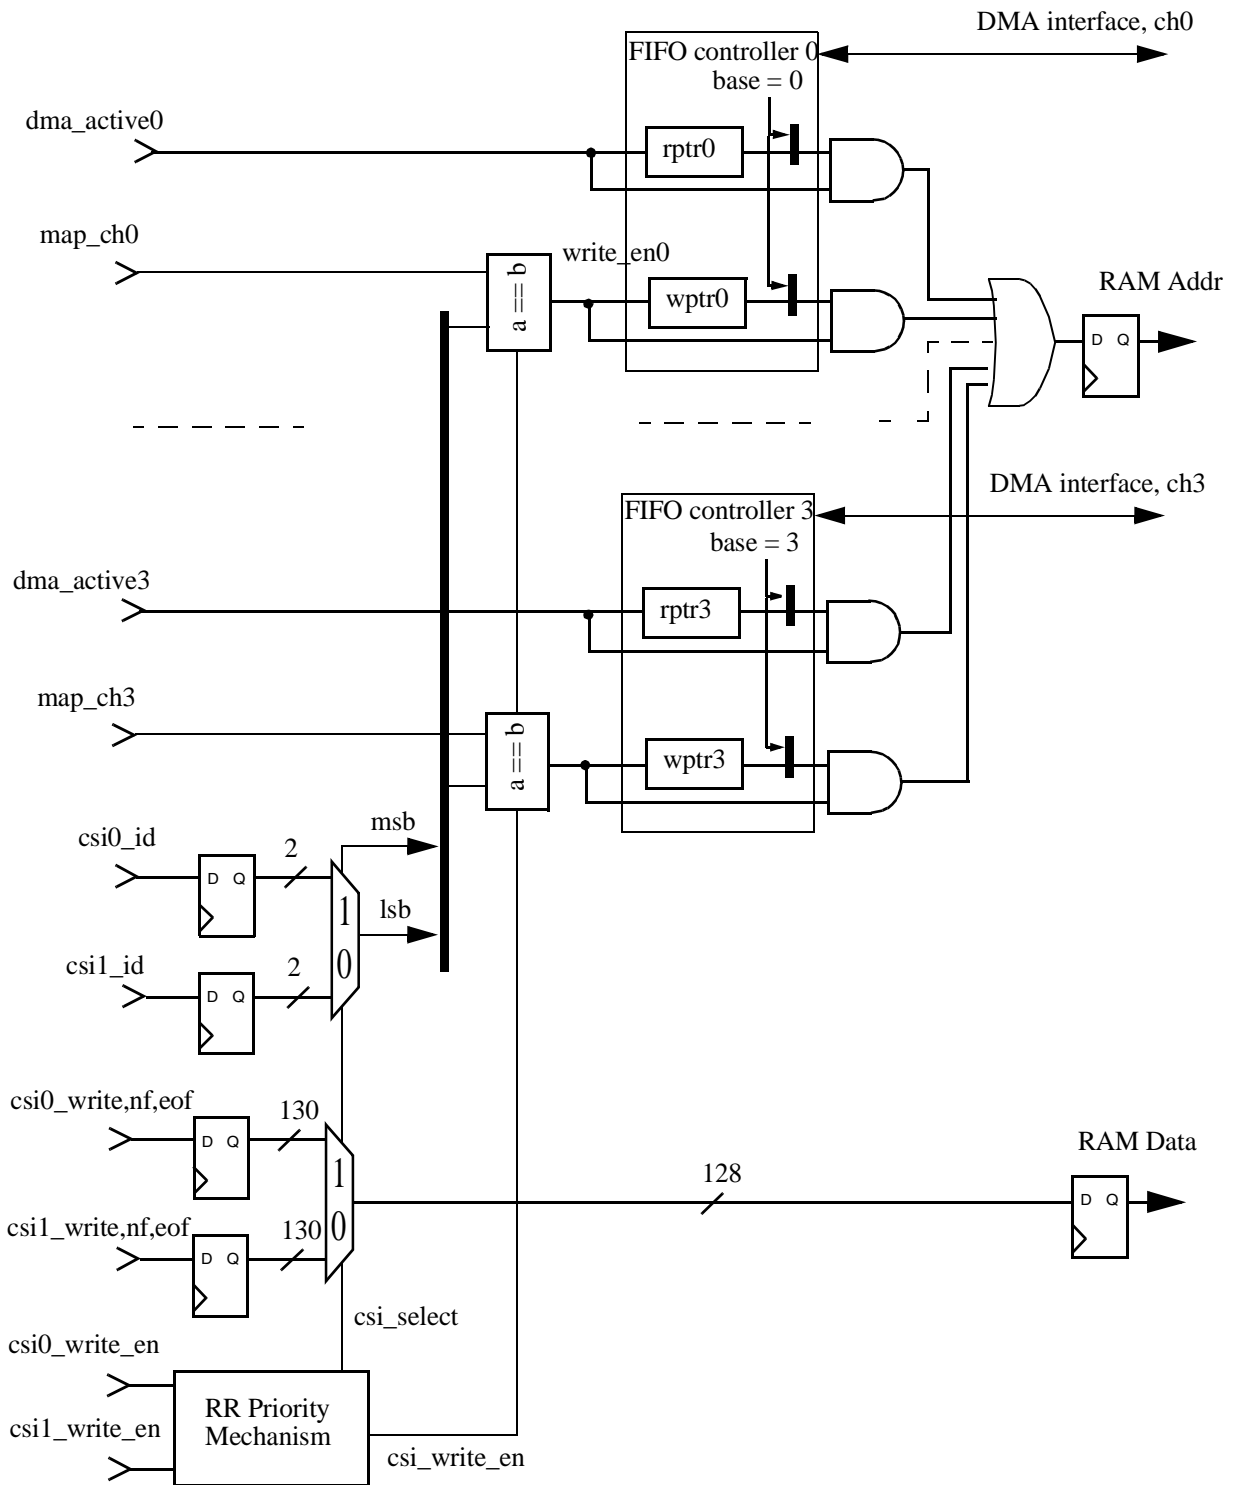 DMA interface, ch0
FIFO controller 0
base = 0
dma_active0
rptr0
map_ch0
write_en0
a == b
wptr0
RAM Addr
D Q
DMA interface, ch3
FIFO controller 3
base = 3
dma_active3
rptr3
map_ch3
a == b
wptr3
csi0_id
D Q
2
msb
1
lsb
0
csi1_id
D Q
2
csi0_write,nf,eof
D Q
130
1
0
128
RAM Data
D Q
csi1_write,nf,eof
D Q
130
csi_select
csi0_write_en
RR Priority
Mechanism
csi1_write_en
csi_write_en